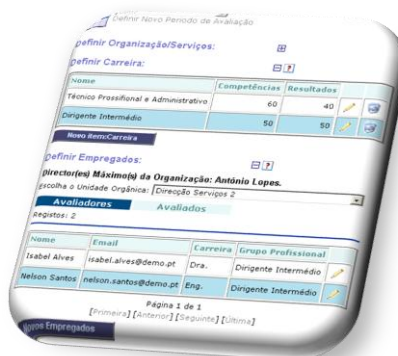 Definir Novo Período de Avaliação
Definir Organização/Serviços:
Definir Carreira:
Nome Competências Resultados
Técnico Prossifional e Administrativo 60 40
Dirigente Intermédio 50 50
Novo Item:Carreira
Definir Empregados:
Director(es) Máximo(s) da Organização: António Lopes.
Escolha o Unidade Orgânica: Direcção Serviços 2
Avaliadores Avaliados
Registos: 2
Nome Email Carreira Grupo Profissional
Isabel Alves isabel.alves@demo.pt Dra. Dirigente Intermédio
Nelson Santos nelson.santos@demo.pt Eng. Dirigente Intermédio
Página 1 de 1
[Primeira] [Anterior] [Seguinte] [Última]
Novos Empregados